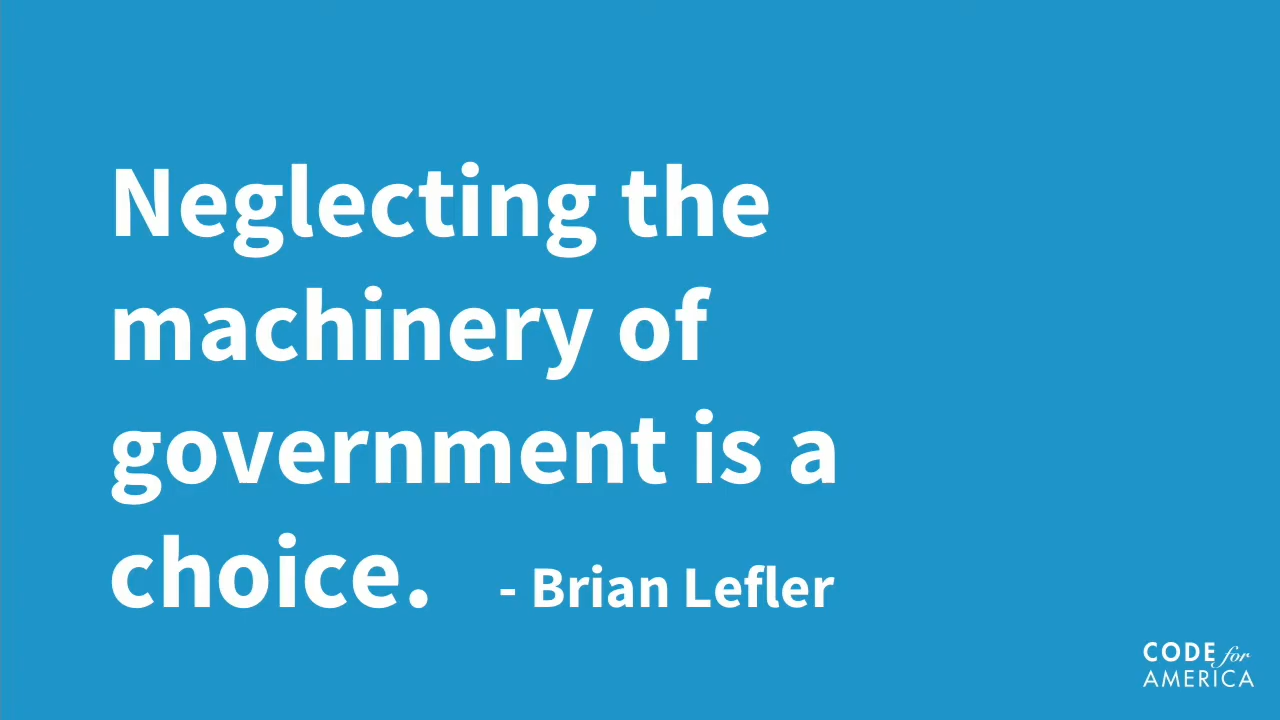 Neglecting the
machinery of
government is a
choice. - Brian Lefler
CODE for
AMERICA